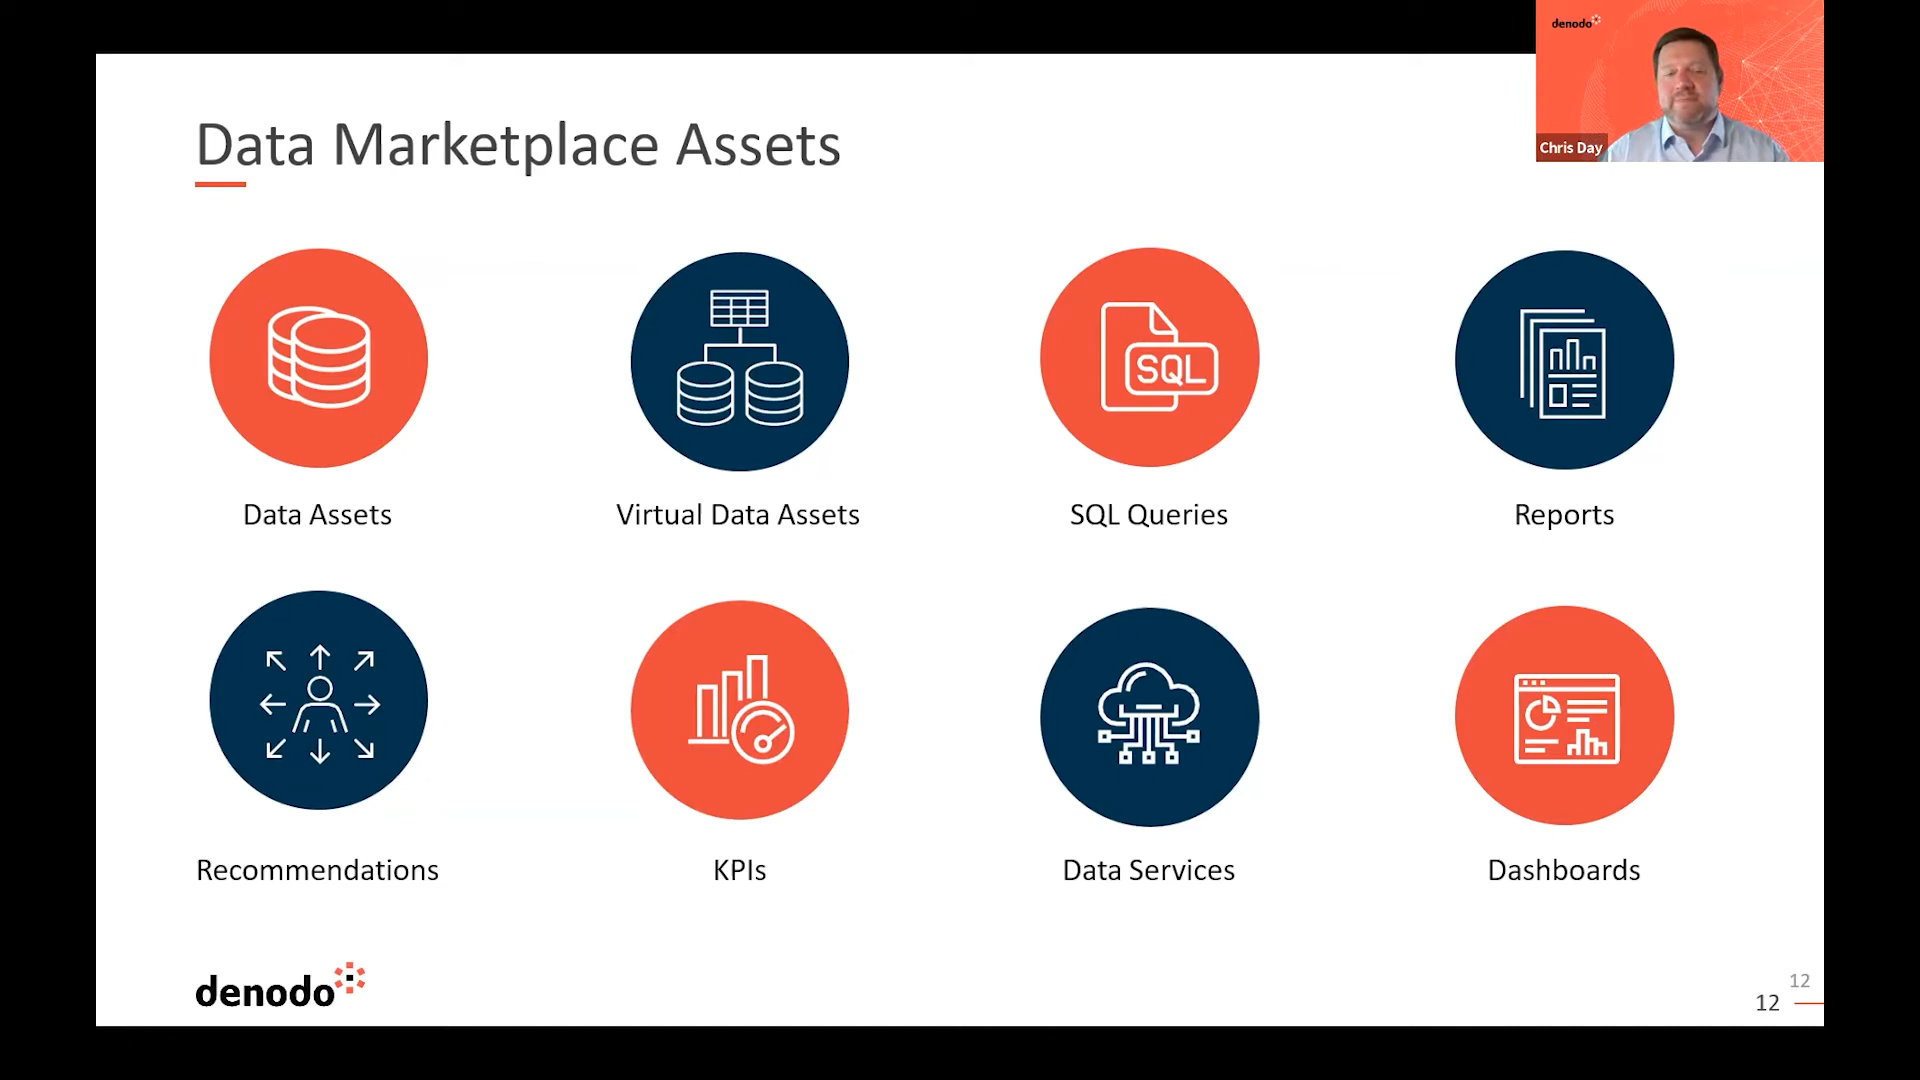 denodo
Chris Day
Data Marketplace Assets
SQL
Data Assets
Virtual Data Assets
SQL Queries
Reports
Recommendations
KPIs
Data Services
Dashboards
denodo
12
12